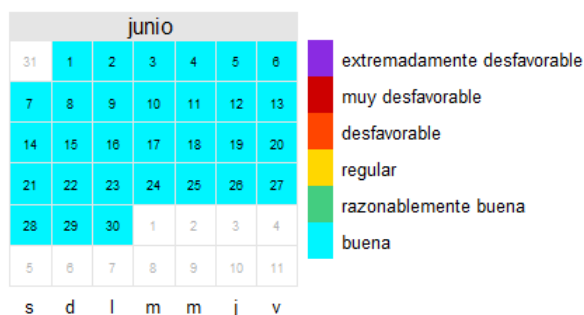 junio
31 1 2 3 4 5 6
7 8 9 10 11 12 13
14 15 16 17 18 19 20
21 22 23 24 25 26 27
28 29 30 1 2 3 4
5 6 7 8 9 10 11
s d l m m j v
extremadamente desfavorable
muy desfavorable
desfavorable
regular
razonablemente buena
buena